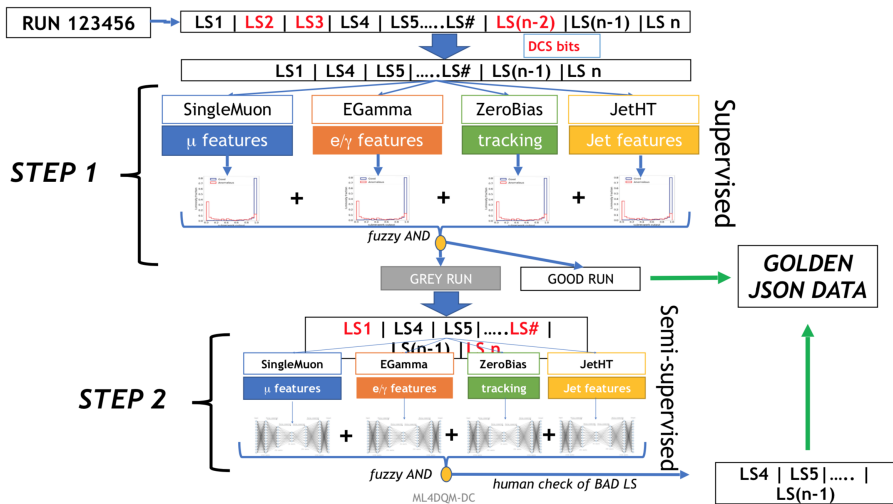 RUN 123456
LS1 | LS2 | LS3| LS4 | LS5…..LS# | LS(n-2) |LS(n-1) |LS n
DCS bits
LS1 | LS4 | LS5|…..LS# | LS(n-1) |LS n
STEP 1
SingleMuon
EGamma
ZeroBias
JetHT
μ features
e/γ features
tracking
Jet features
Supervised
+ + +
fuzzy AND
GREY RUN
GOOD RUN
GOLDEN
JSON DATA
LS1 | LS4 | LS5|…..LS# |
LS(n-1) |LS n
STEP 2
SingleMuon
EGamma
ZeroBias
JetHT
μ features
e/γ features
tracking
Jet features
Semi-supervised
+ + +
fuzzy AND
human check of BAD LS
LS4 | LS5|….. |
LS(n-1)
ML4DQM-DC